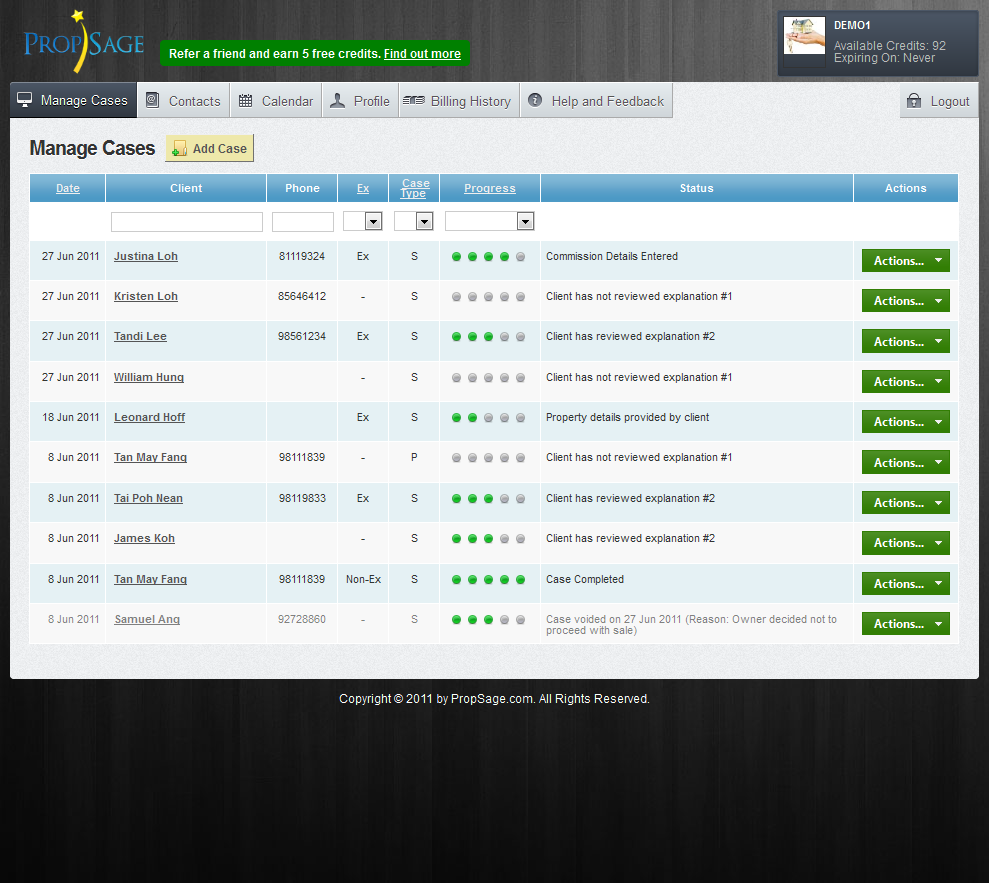 PROPSAGE
Refer a friend and earn 5 free credits. Find out more
DEMO1
Available Credits: 92
Expiring On: Never
Manage Cases Contacts Calendar Profile Billing History Help and Feedback Logout
Manage Cases Add Case
Date Client Phone Ex Case Type Progress Status Actions
27 Jun 2011 Justina Loh 81119324 Ex S Commission Details Entered Actions...
27 Jun 2011 Kristen Loh 85646412 - S Client has not reviewed explanation #1 Actions...
27 Jun 2011 Tandi Lee 98561234 Ex S Client has reviewed explanation #2 Actions...
27 Jun 2011 William Hung - S Client has not reviewed explanation #1 Actions...
18 Jun 2011 Leonard Hoff Ex S Property details provided by client Actions...
8 Jun 2011 Tan May Fang 98111839 - P Client has not reviewed explanation #1 Actions...
8 Jun 2011 Tai Poh Nean 98119833 Ex S Client has reviewed explanation #2 Actions...
8 Jun 2011 James Koh - S Client has reviewed explanation #2 Actions...
8 Jun 2011 Tan May Fang 98111839 Non-Ex S Case Completed Actions...
8 Jun 2011 Samuel Ang 92728860 - S Case voided on 27 Jun 2011 (Reason: Owner decided not to
proceed with sale) Actions...
Copyright © 2011 by PropSage.com. All Rights Reserved.